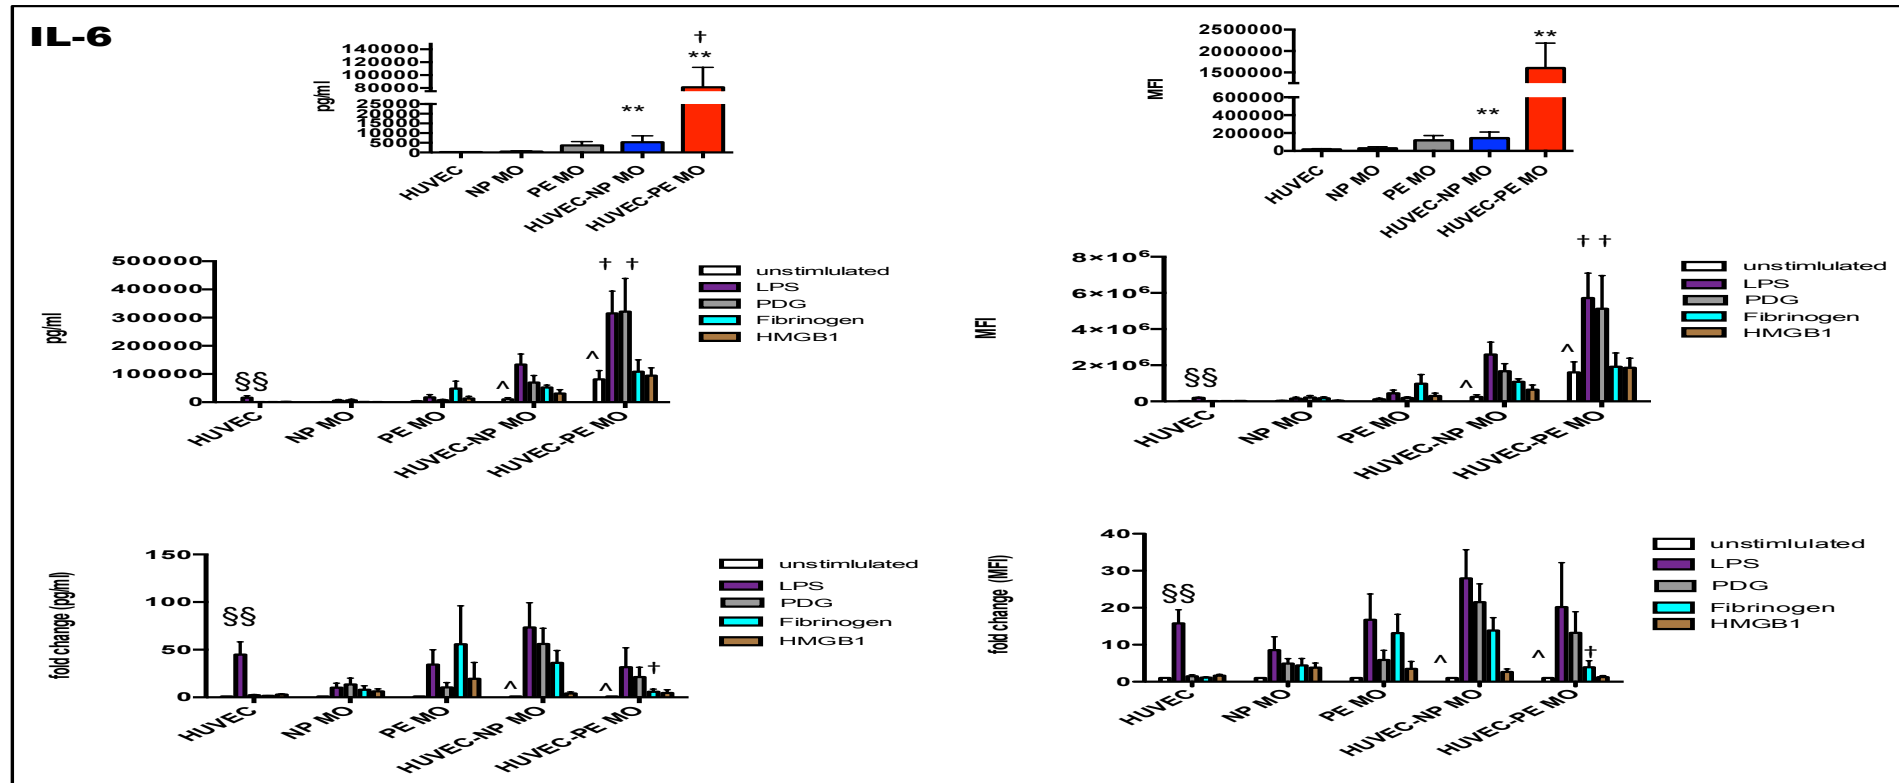 IL-6
pg/ml
140000
120000
100000
80000
25000
20000
15000
10000
5000
0
†
**
**
HUVEC
NP MO
PE MO
HUVEC-NP MO
HUVEC-PE MO
MFI
2500000
2000000
1500000
600000
400000
200000
0
**
**
HUVEC
NP MO
PE MO
HUVEC-NP MO
HUVEC-PE MO
pg/ml
500000
400000
300000
200000
100000
0
§§
^
^
† †
HUVEC
NP MO
PE MO
HUVEC-NP MO
HUVEC-PE MO
unstimlulated
LPS
PDG
Fibrinogen
HMGB1
MFI
8×10⁶
6×10⁶
4×10⁶
2×10⁶
0
§§
^
^
† †
HUVEC
NP MO
PE MO
HUVEC-NP MO
HUVEC-PE MO
unstimlulated
LPS
PDG
Fibrinogen
HMGB1
fold change (pg/ml)
150
100
50
0
§§
^
^
†
HUVEC
NP MO
PE MO
HUVEC-NP MO
HUVEC-PE MO
unstimlulated
LPS
PDG
Fibrinogen
HMGB1
fold change (MFI)
40
30
20
10
0
§§
^
^
†
HUVEC
NP MO
PE MO
HUVEC-NP MO
HUVEC-PE MO
unstimlulated
LPS
PDG
Fibrinogen
HMGB1